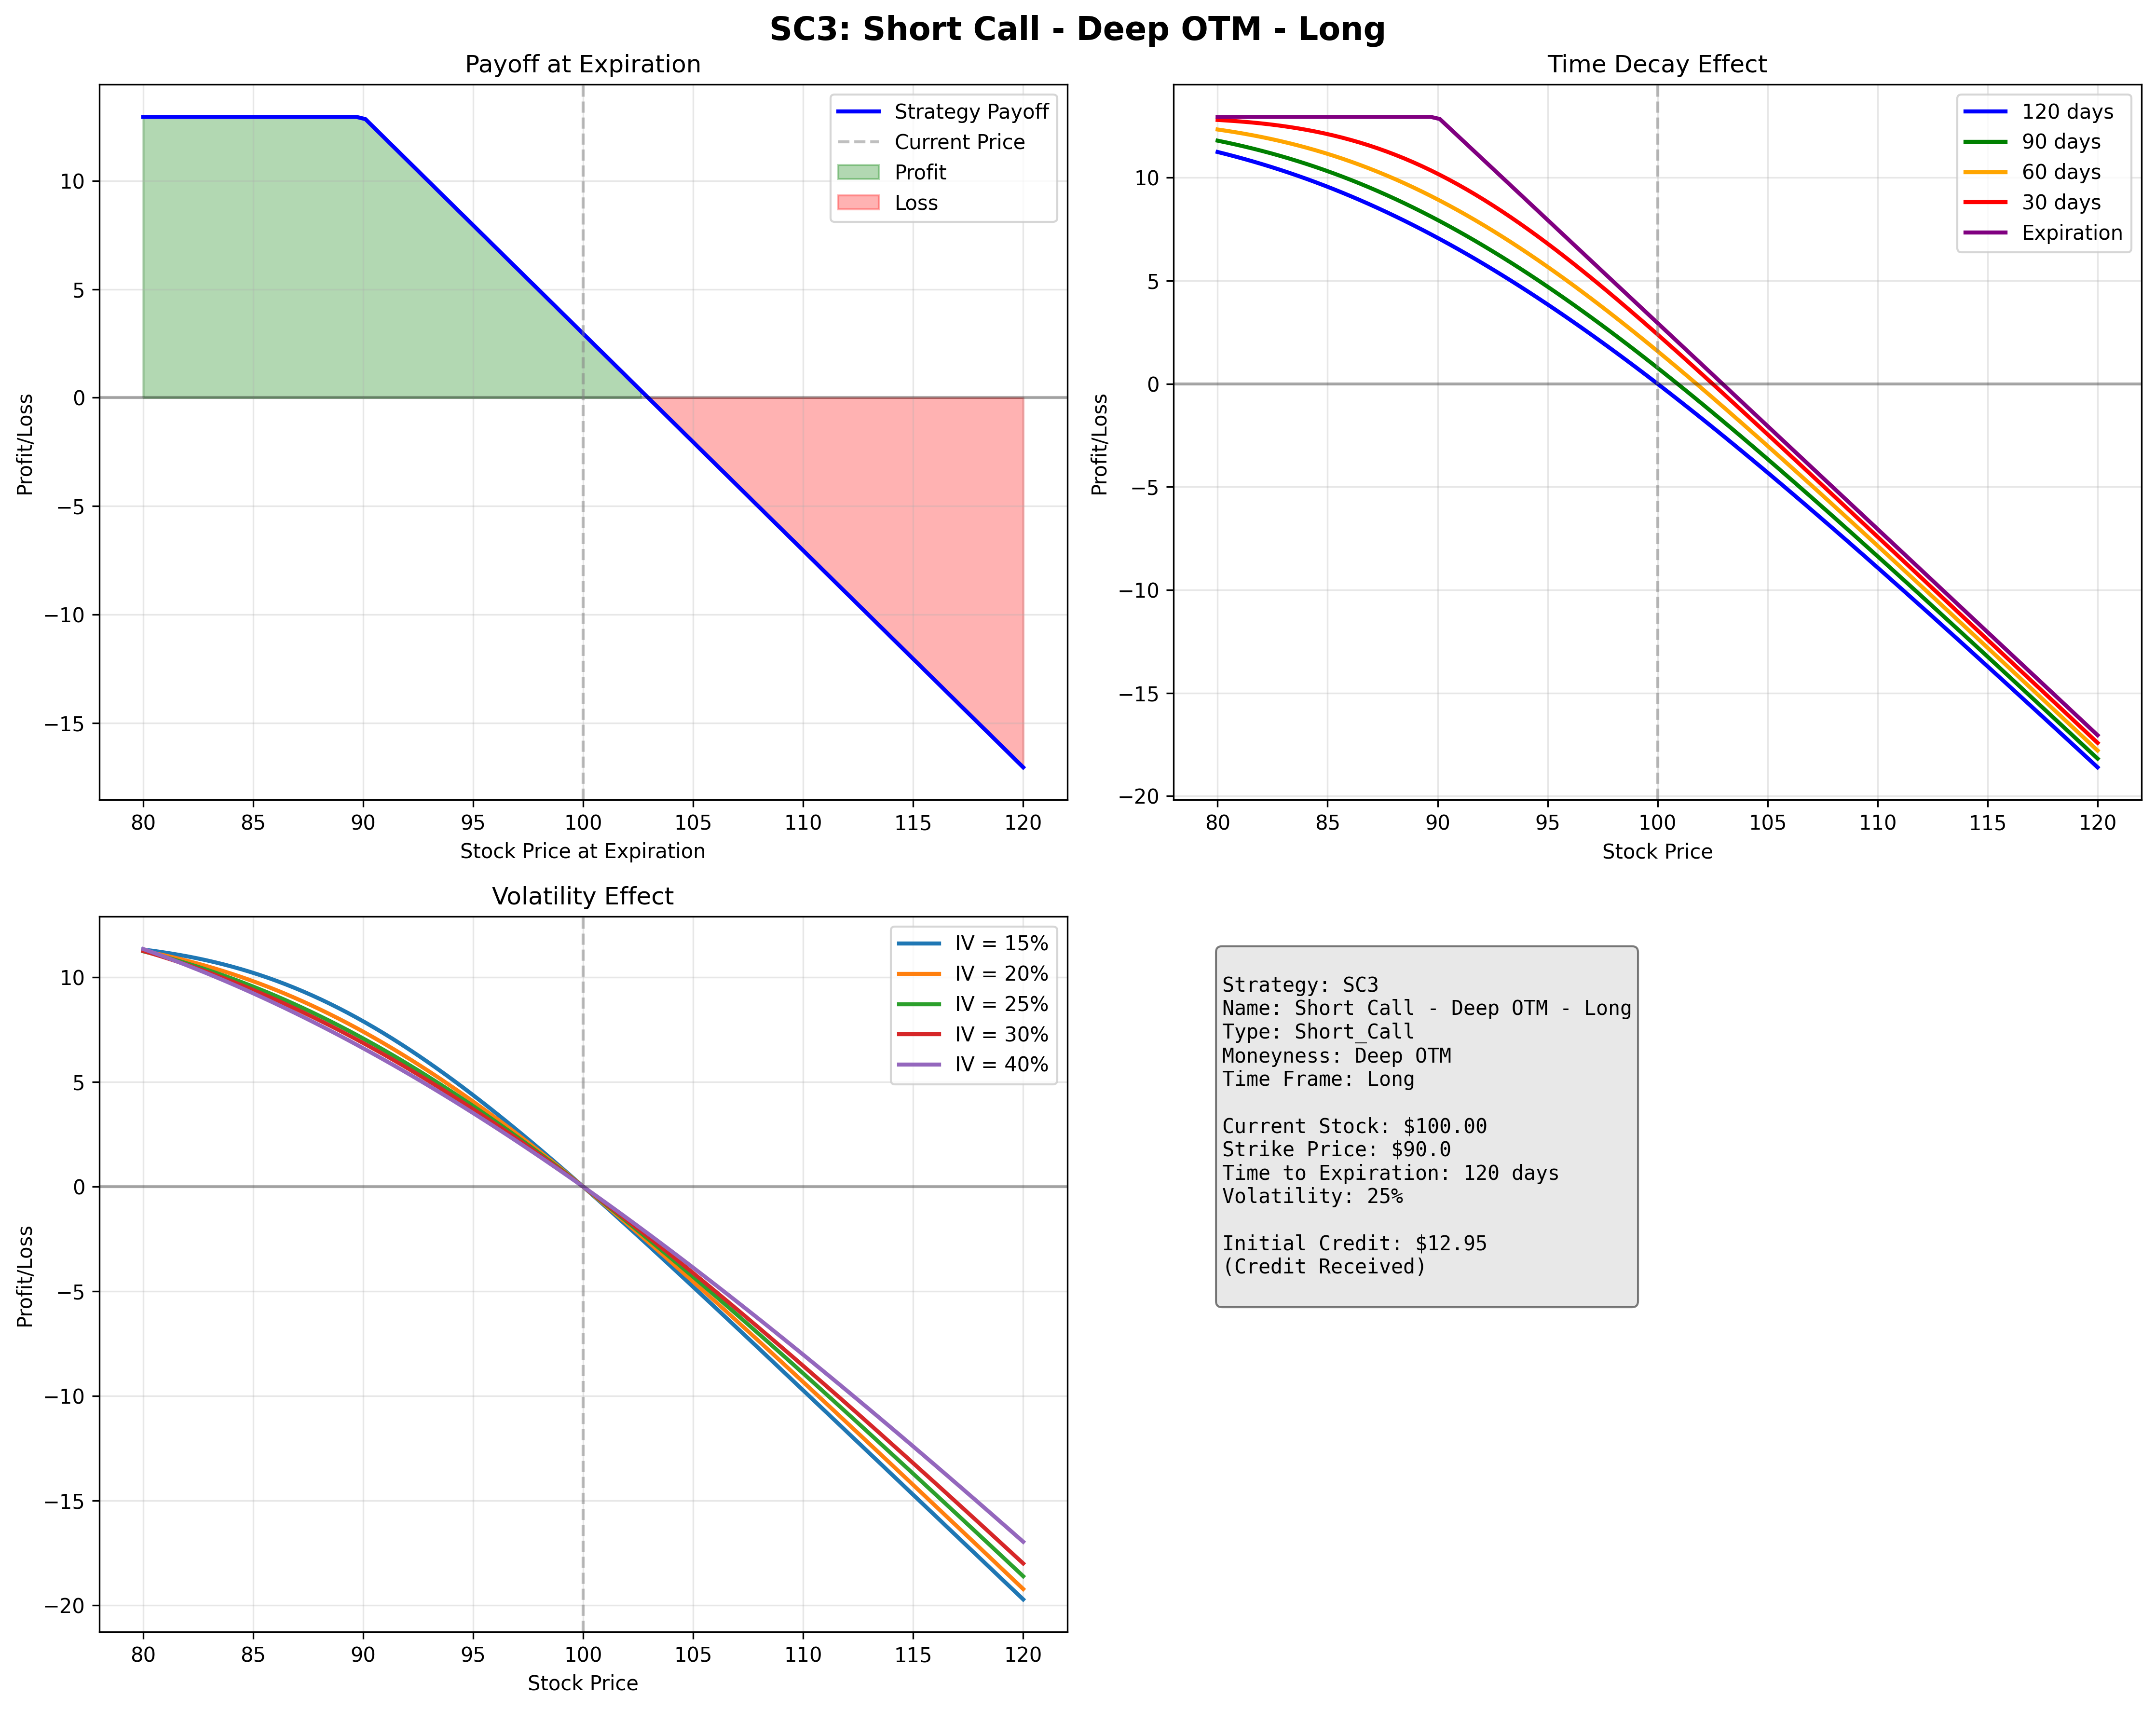 SC3: Short Call - Deep OTM - Long
Payoff at Expiration
Strategy Payoff
Current Price
Profit
Loss
10
5
0
−5
−10
−15
Profit/Loss
80 85 90 95 100 105 110 115 120
Stock Price at Expiration
Time Decay Effect
120 days
90 days
60 days
30 days
Expiration
10
5
0
−5
−10
−15
−20
Profit/Loss
80 85 90 95 100 105 110 115 120
Stock Price
Volatility Effect
IV = 15%
IV = 20%
IV = 25%
IV = 30%
IV = 40%
10
5
0
−5
−10
−15
−20
Profit/Loss
80 85 90 95 100 105 110 115 120
Stock Price
Strategy: SC3
Name: Short Call - Deep OTM - Long
Type: Short_Call
Moneyness: Deep OTM
Time Frame: Long
Current Stock: $100.00
Strike Price: $90.0
Time to Expiration: 120 days
Volatility: 25%
Initial Credit: $12.95
(Credit Received)